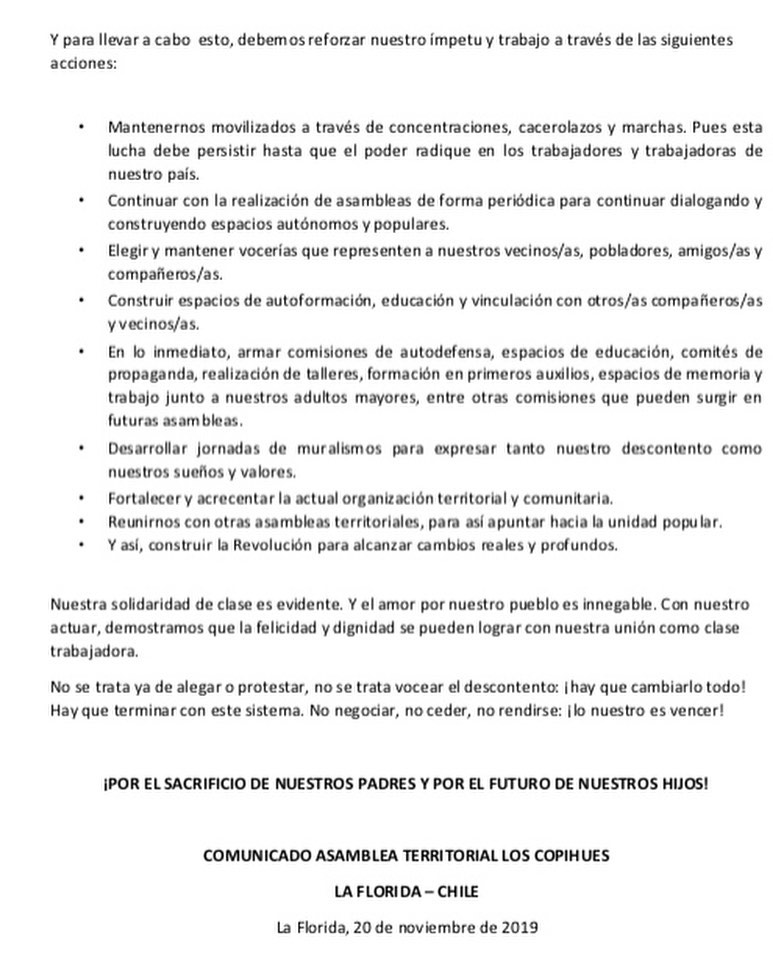 Y para llevar a cabo esto, debemos reforzar nuestro ímpetu y trabajo a través de las siguientes
acciones:
• Mantenernos movilizados a través de concentraciones, cacerolazos y marchas. Pues esta
lucha debe persistir hasta que el poder radique en los trabajadores y trabajadoras de
nuestro país.
• Continuar con la realización de asambleas de forma periódica para continuar dialogando y
construyendo espacios autónomos y populares.
• Elegir y mantener vocerías que representen a nuestros vecinos/as, pobladores, amigos/as y
compañeros/as.
• Construir espacios de autoformación, educación y vinculación con otros/as compañeros/as
y vecinos/as.
• En lo inmediato, armar comisiones de autodefensa, espacios de educación, comités de
propaganda, realización de talleres, formación en primeros auxilios, espacios de memoria y
trabajo junto a nuestros adultos mayores, entre otras comisiones que pueden surgir en
futuras asambleas.
• Desarrollar jornadas de muralismos para expresar tanto nuestro descontento como
nuestros sueños y valores.
• Fortalecer y acrecentar la actual organización territorial y comunitaria.
• Reunirnos con otras asambleas territoriales, para así apuntar hacia la unidad popular.
• Y así, construir la Revolución para alcanzar cambios reales y profundos.
Nuestra solidaridad de clase es evidente. Y el amor por nuestro pueblo es innegable. Con nuestro
actuar, demostramos que la felicidad y dignidad se pueden lograr con nuestra unión como clase
trabajadora.
No se trata ya de alegar o protestar, no se trata vocear el descontento: ¡hay que cambiarlo todo!
Hay que terminar con este sistema. No negociar, no ceder, no rendirse: ¡lo nuestro es vencer!
¡POR EL SACRIFICIO DE NUESTROS PADRES Y POR EL FUTURO DE NUESTROS HIJOS!
COMUNICADO ASAMBLEA TERRITORIAL LOS COPIHUES
LA FLORIDA – CHILE
La Florida, 20 de noviembre de 2019